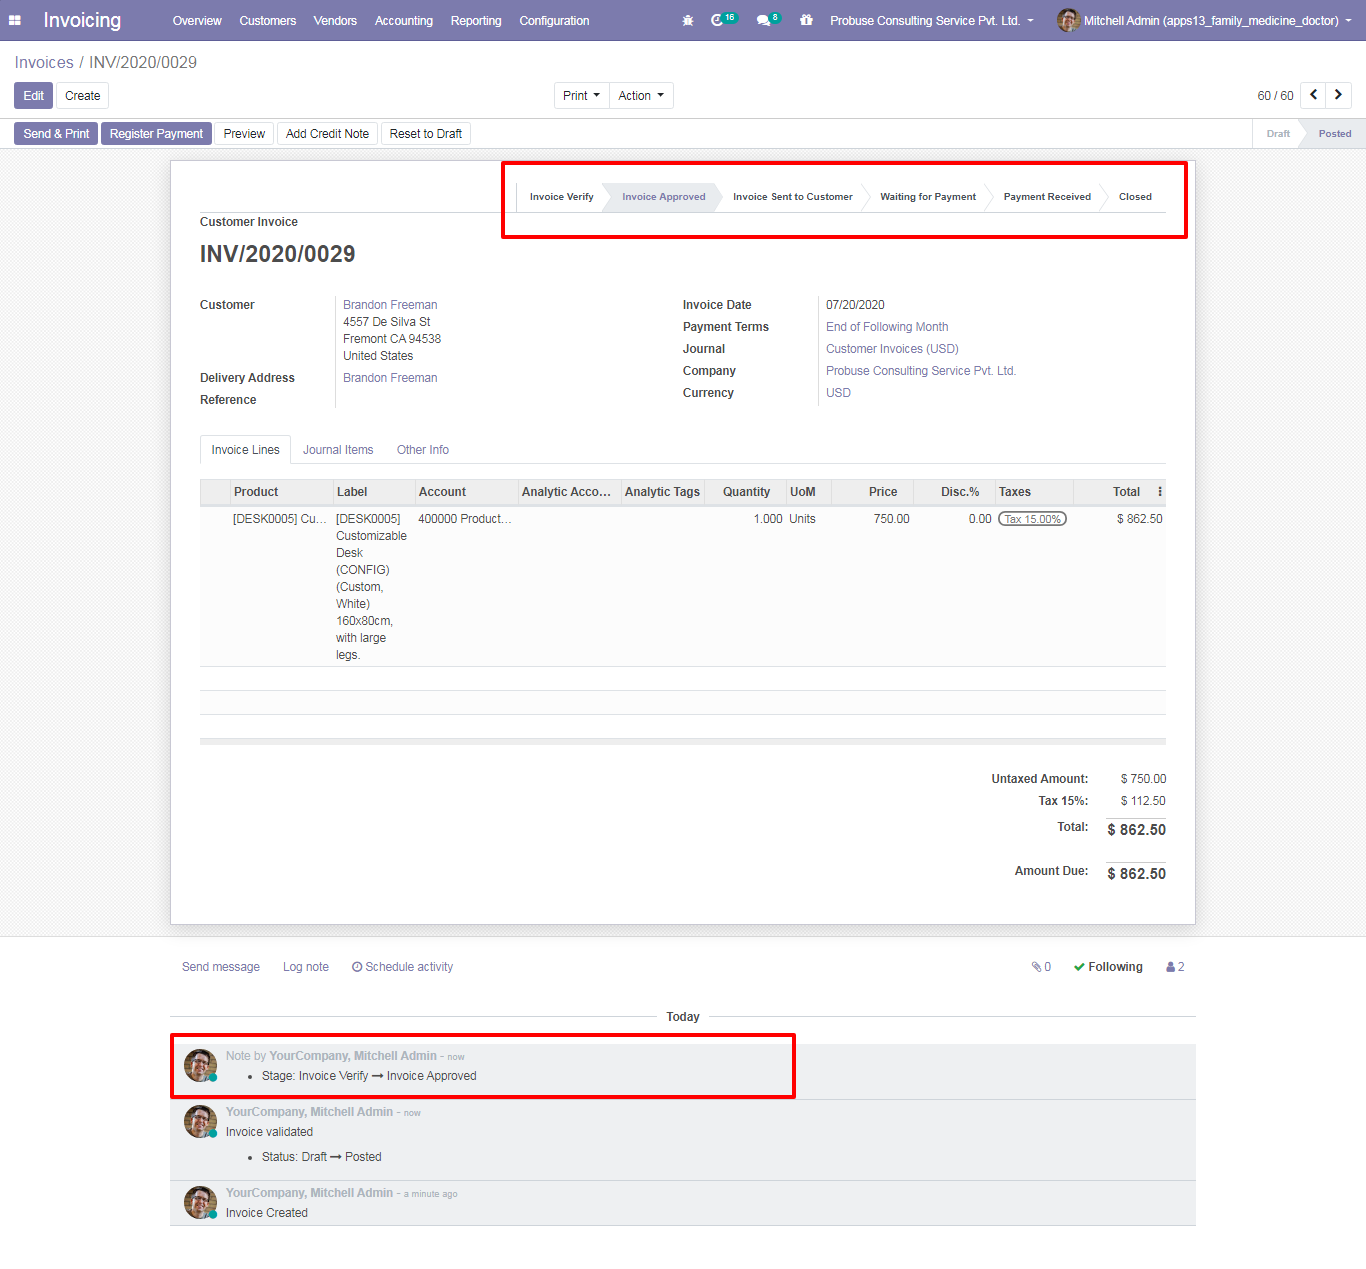 Invoicing Overview Customers Vendors Accounting Reporting Configuration 16 8 Probuse Consulting Service Pvt. Ltd. Mitchell Admin (apps13_family_medicine_doctor)
Invoices / INV/2020/0029
Edit Create Print Action 60 / 60
Send & Print Register Payment Preview Add Credit Note Reset to Draft Draft Posted
Invoice Verify Invoice Approved Invoice Sent to Customer Waiting for Payment Payment Received Closed
Customer Invoice
INV/2020/0029
Customer Brandon Freeman Invoice Date 07/20/2020
4557 De Silva St
Payment Terms End of Following Month
Fremont CA 94538
Journal Customer Invoices (USD)
United States
Company Probuse Consulting Service Pvt. Ltd.
Delivery Address Brandon Freeman
Currency USD
Reference
Invoice Lines Journal Items Other Info
Product Label Account Analytic Acco... Analytic Tags Quantity UoM Price Disc.% Taxes Total
[DESK0005] Cu... [DESK0005] 400000 Product... 1.000 Units 750.00 0.00 Tax 15.00% $ 862.50
Customizable
Desk
(CONFIG)
(Custom,
White)
160x80cm,
with large
legs.
Untaxed Amount: $ 750.00
Tax 15%: $ 112.50
Total: $ 862.50
Amount Due: $ 862.50
Send message Log note Schedule activity 0 Following 2
Today
Note by YourCompany, Mitchell Admin - now
• Stage: Invoice Verify → Invoice Approved
YourCompany, Mitchell Admin - now
Invoice validated
• Status: Draft → Posted
YourCompany, Mitchell Admin - a minute ago
Invoice Created